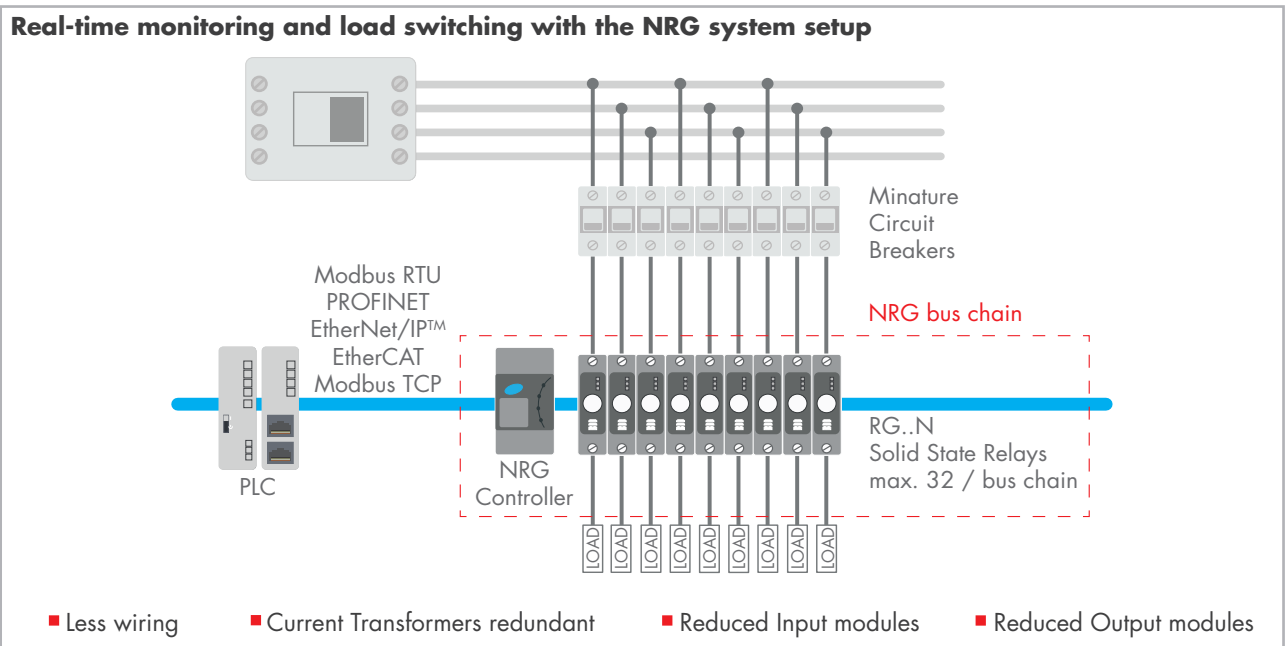 Real-time monitoring and load switching with the NRG system setup
Minature
Circuit
Breakers
Modbus RTU
PROFINET
EtherNet/IP™
EtherCAT
Modbus TCP
NRG bus chain
PLC
NRG
Controller
RG..N
Solid State Relays
max. 32 / bus chain
LOAD
LOAD
LOAD
LOAD
LOAD
LOAD
LOAD
LOAD
LOAD
Less wiring
Current Transformers redundant
Reduced Input modules
Reduced Output modules